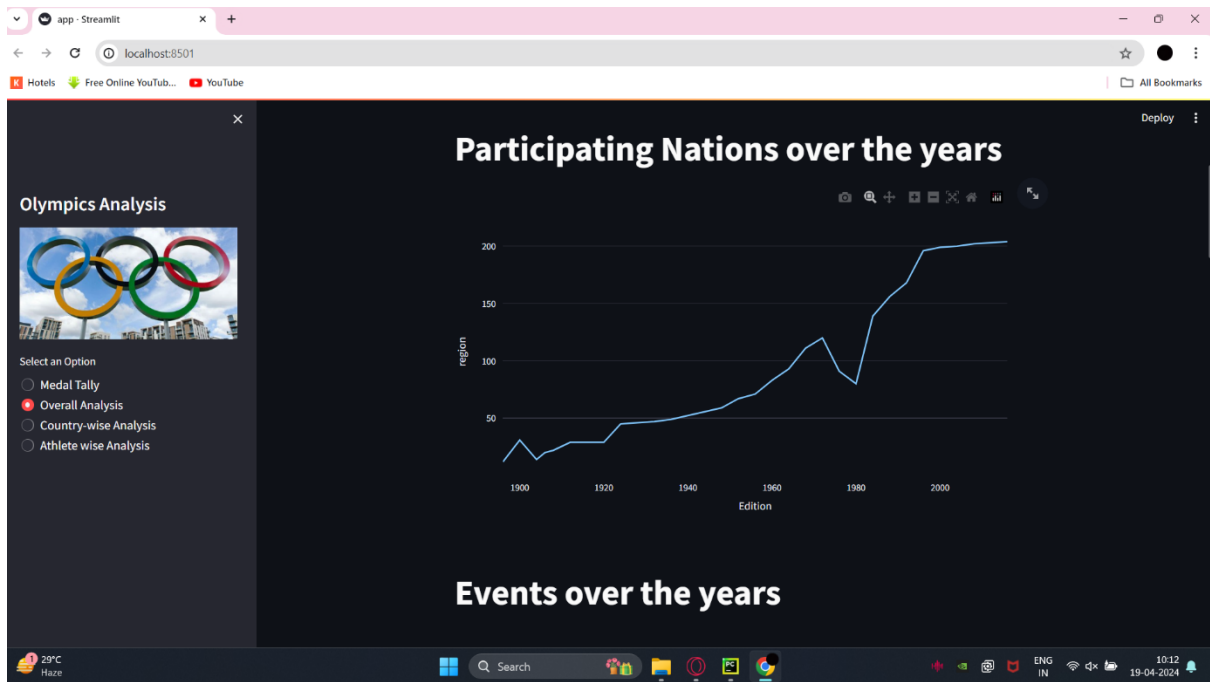 app · Streamlit
localhost:8501
Hotels
Free Online YouTub...
YouTube
All Bookmarks
Deploy
Olympics Analysis
Select an Option
Medal Tally
Overall Analysis
Country-wise Analysis
Athlete wise Analysis
Participating Nations over the years
200
150
100
50
region
1900 1920 1940 1960 1980 2000
Edition
Events over the years
1
29°C
Haze
Search
ENG
IN
10:12
19-04-2024